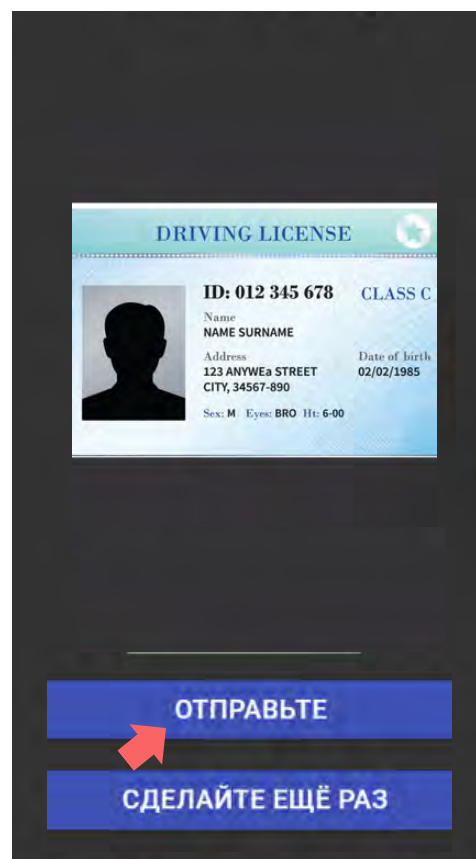 DRIVING LICENSE
ID: 012 345 678
CLASS C
Name
NAME SURNAME
Address
Date of birth
123 ANYWEa STREET
02/02/1985
CITY, 34567-890
Sex: M Eyes: BRO Ht: 6-00
ОТПРАВЬТЕ
СДЕЛАЙТЕ ЕЩЁ РАЗ